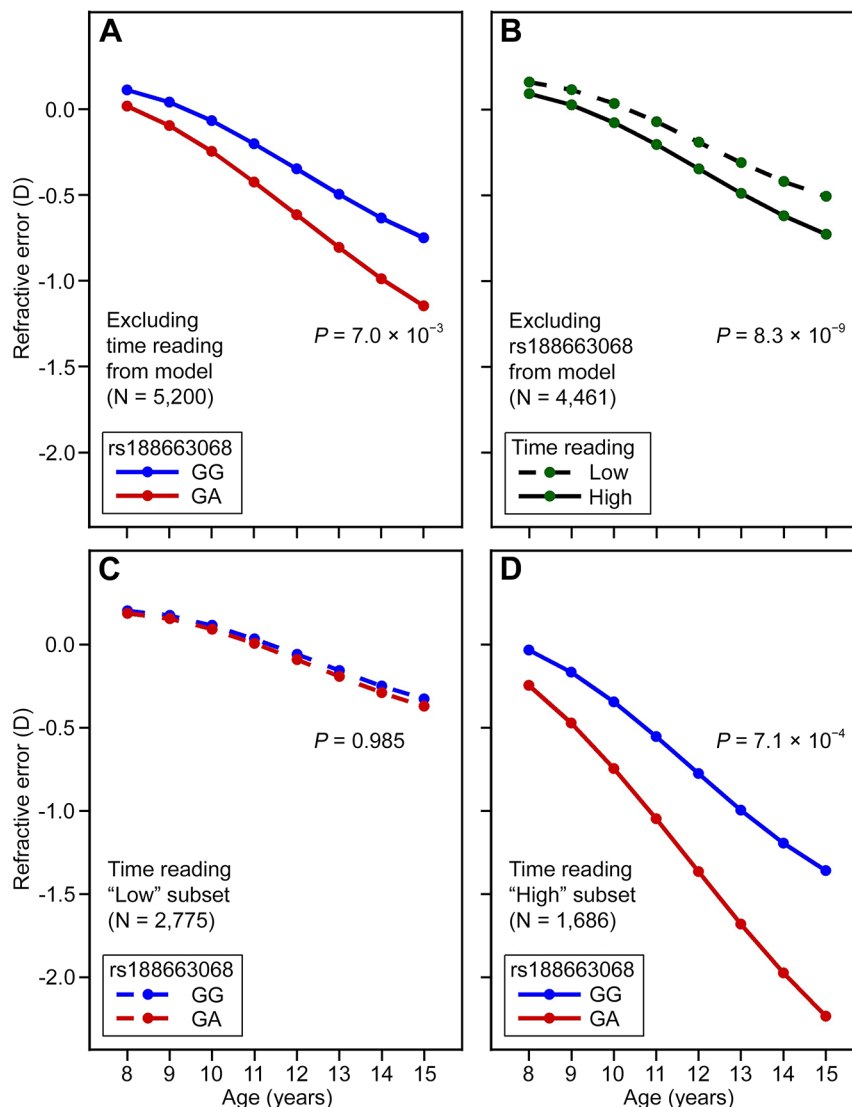 A
Refractive error (D)
0.0
-0.5
-1.0
-1.5
-2.0
Excluding
time reading
from model
(N = 5,200)
P = 7.0 × 10⁻³
rs188663068
GG
GA
B
Excluding
rs188663068
from model
(N = 4,461)
P = 8.3 × 10⁻⁹
Time reading
Low
High
C
Refractive error (D)
0.0
-0.5
-1.0
-1.5
-2.0
P = 0.985
Time reading
“Low” subset
(N = 2,775)
rs188663068
GG
GA
8 9 10 11 12 13 14 15
Age (years)
D
P = 7.1 × 10⁻⁴
Time reading
“High” subset
(N = 1,686)
rs188663068
GG
GA
8 9 10 11 12 13 14 15
Age (years)